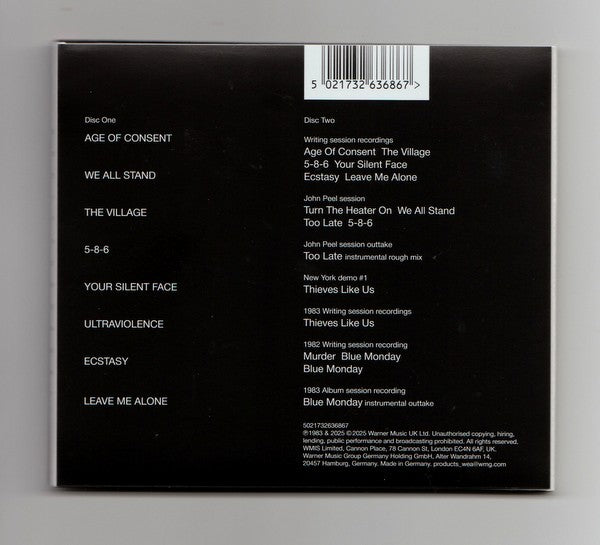 5 021732 636867 >
Disc One
AGE OF CONSENT
WE ALL STAND
THE VILLAGE
5-8-6
YOUR SILENT FACE
ULTRAVIOLENCE
ECSTASY
LEAVE ME ALONE
Disc Two
Writing session recordings
Age Of Consent The Village
5-8-6 Your Silent Face
Ecstasy Leave Me Alone
John Peel session
Turn The Heater On We All Stand
Too Late 5-8-6
John Peel session outtake
Too Late instrumental rough mix
New York demo #1
Thieves Like Us
1983 Writing session recordings
Thieves Like Us
1982 Writing session recording
Murder Blue Monday
Blue Monday
1983 Album session recording
Blue Monday instrumental outtake
5021732636867
℗1983 & 2025 ©2025 Warner Music UK Ltd. Unauthorised copying, hiring,
lending, public performance and broadcasting prohibited. All rights reserved.
WMIS Limited, Cannon Place, 78 Cannon St, London EC4N 6AF, UK.
Warner Music Group Germany Holding GmbH, Alter Wandrahm 14,
20457 Hamburg, Germany. Made in Germany. products_wea@wmg.com